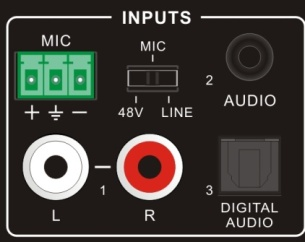 INPUTS
MIC
MIC
+ ⏚ −
48V LINE
2
AUDIO
1
L
R
3
DIGITAL
AUDIO